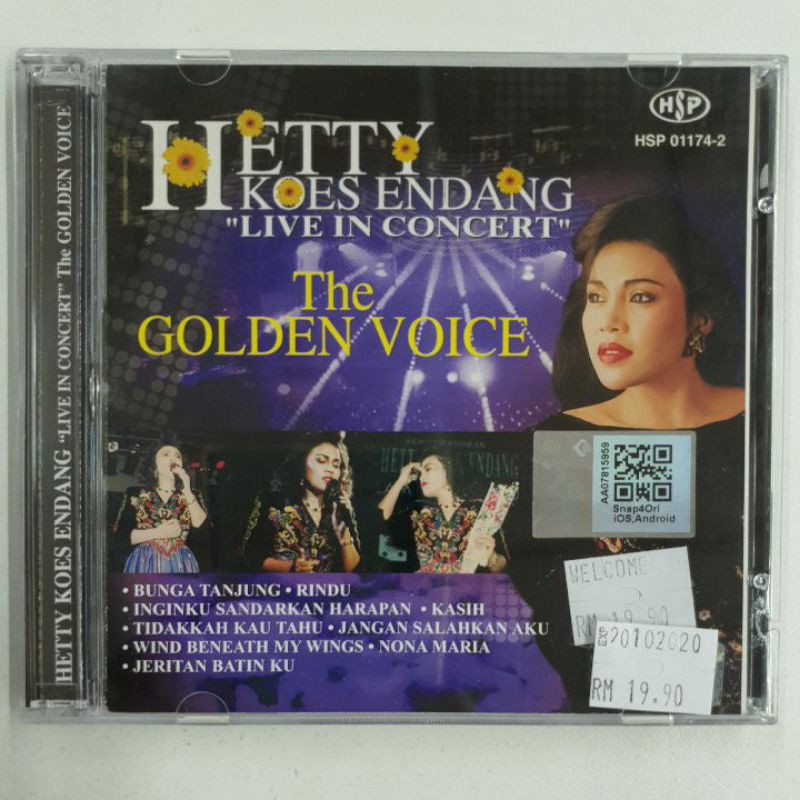 HSP
HSP 01174-2
HETTY
KOES ENDANG
"LIVE IN CONCERT"
The
GOLDEN VOICE
HETTY KOES ENDANG "LIVE IN CONCERT" The GOLDEN VOICE
HETTY ENDANG
AA07815959
Snap4Ori
iOS,Android
• BUNGA TANJUNG • RINDU
• INGINKU SANDARKAN HARAPAN • KASIH
• TIDAKKAH KAU TAHU • JANGAN SALAHKAN AKU
• WIND BENEATH MY WINGS • NONA MARIA
• JERITAN BATIN KU
WELCOME
RM 19.90
EXP 20102020
RM 19.90